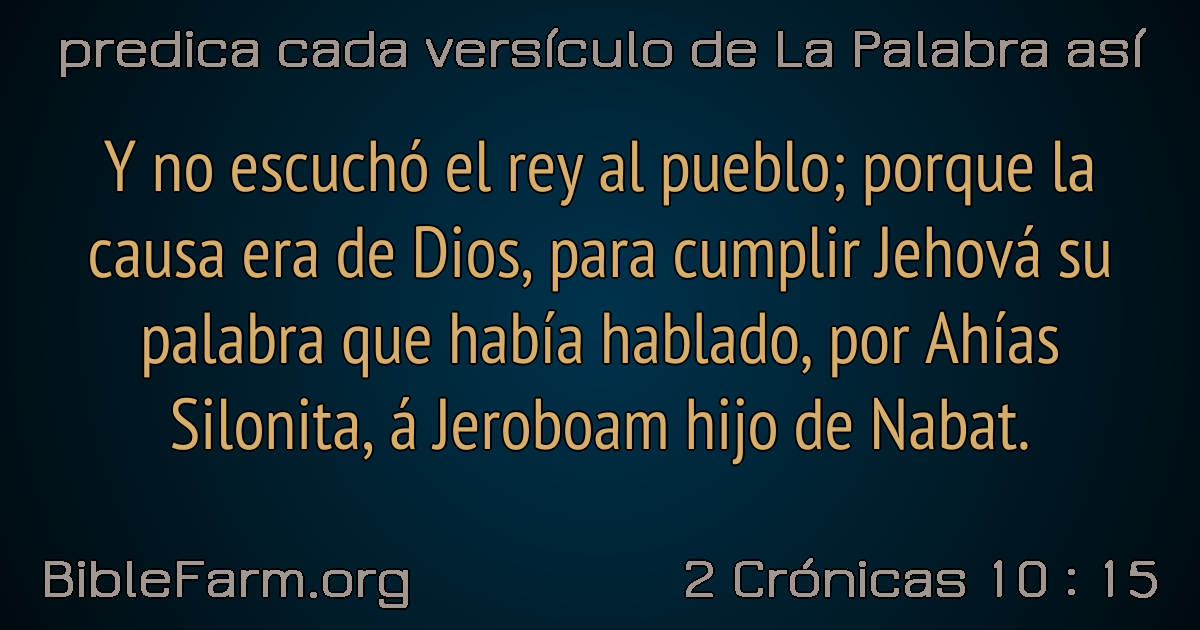 predica cada versículo de La Palabra así
Y no escuchó el rey al pueblo; porque la
causa era de Dios, para cumplir Jehová su
palabra que había hablado, por Ahías
Silonita, á Jeroboam hijo de Nabat.
BibleFarm.org
2 Crónicas 10 : 15